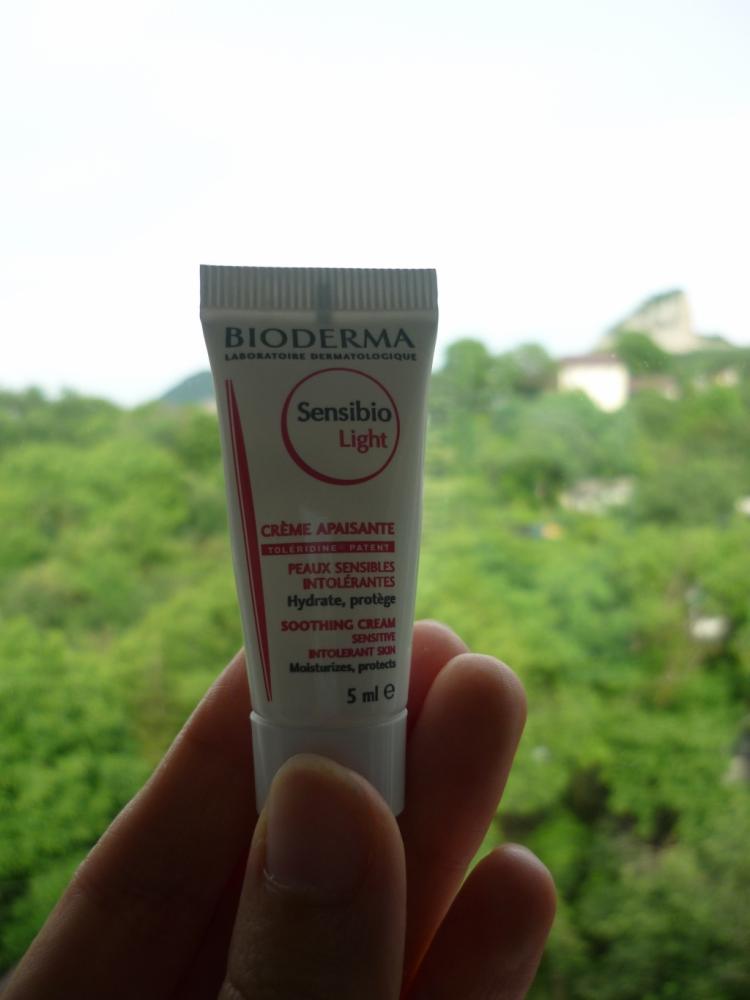 BIODERMA
LABORATOIRE DERMATOLOGIQUE
Sensibio
Light
CRÈME APAISANTE
TOLERIDINE - PATENT
PEAUX SENSIBLES
INTOLÉRANTES
Hydrate, protège
SOOTHING CREAM
SENSITIVE
INTOLERANT SKIN
Moisturizes, protects
5 ml ℮